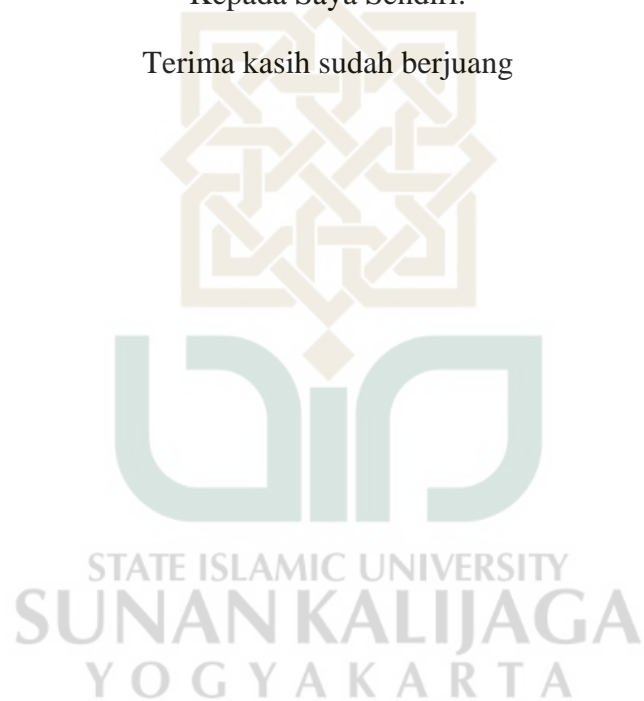 Kepada Saya Sendiri.
Terima kasih sudah berjuang
STATE ISLAMIC UNIVERSITY
SUNAN KALIJAGA
YOGYAKARTA